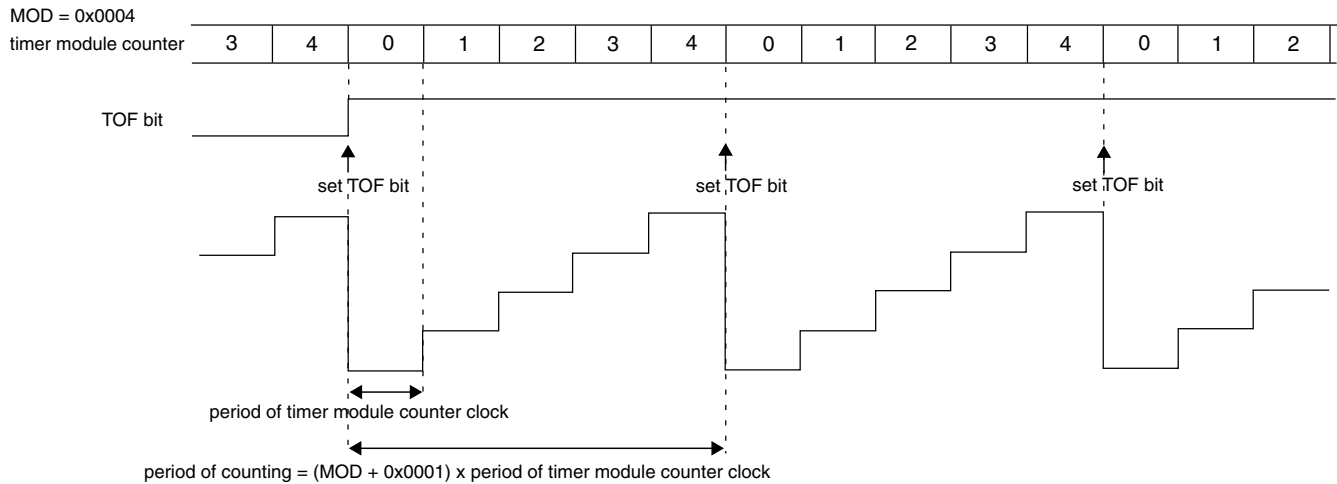 MOD = 0x0004
timer module counter 3 4 0 1 2 3 4 0 1 2 3 4 0 1 2
TOF bit
set TOF bit set TOF bit set TOF bit
period of timer module counter clock
period of counting = (MOD + 0x0001) x period of timer module counter clock